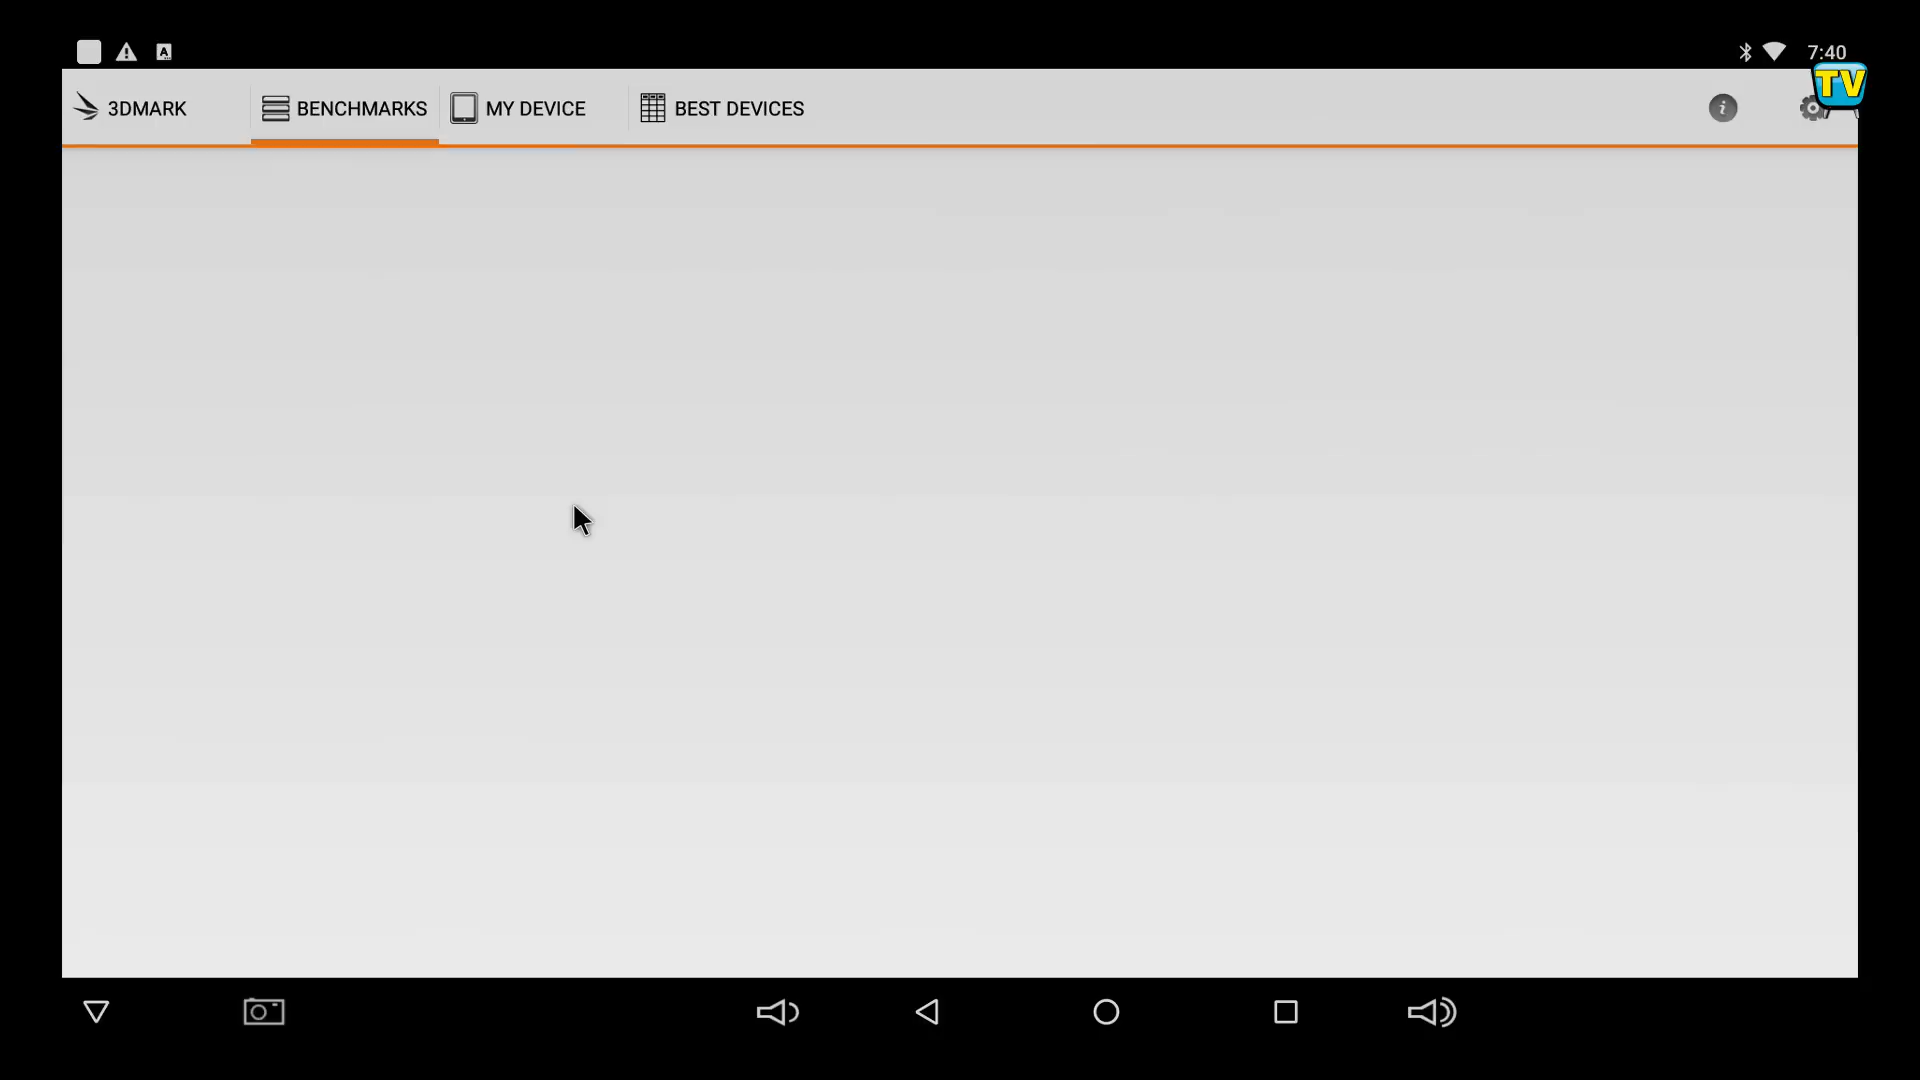 A
7:40
TV
3DMARK
BENCHMARKS
MY DEVICE
BEST DEVICES
i